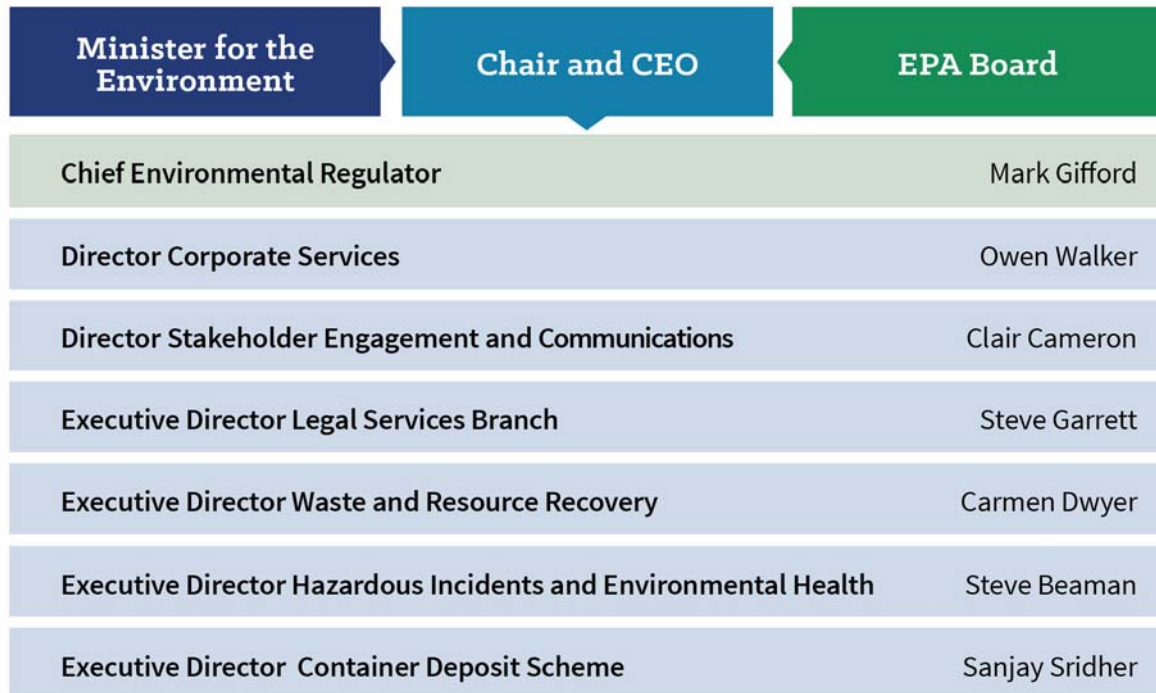 Minister for the
Environment
Chair and CEO
EPA Board
Chief Environmental Regulator Mark Gifford
Director Corporate Services Owen Walker
Director Stakeholder Engagement and Communications Clair Cameron
Executive Director Legal Services Branch Steve Garrett
Executive Director Waste and Resource Recovery Carmen Dwyer
Executive Director Hazardous Incidents and Environmental Health Steve Beaman
Executive Director Container Deposit Scheme Sanjay Sridher